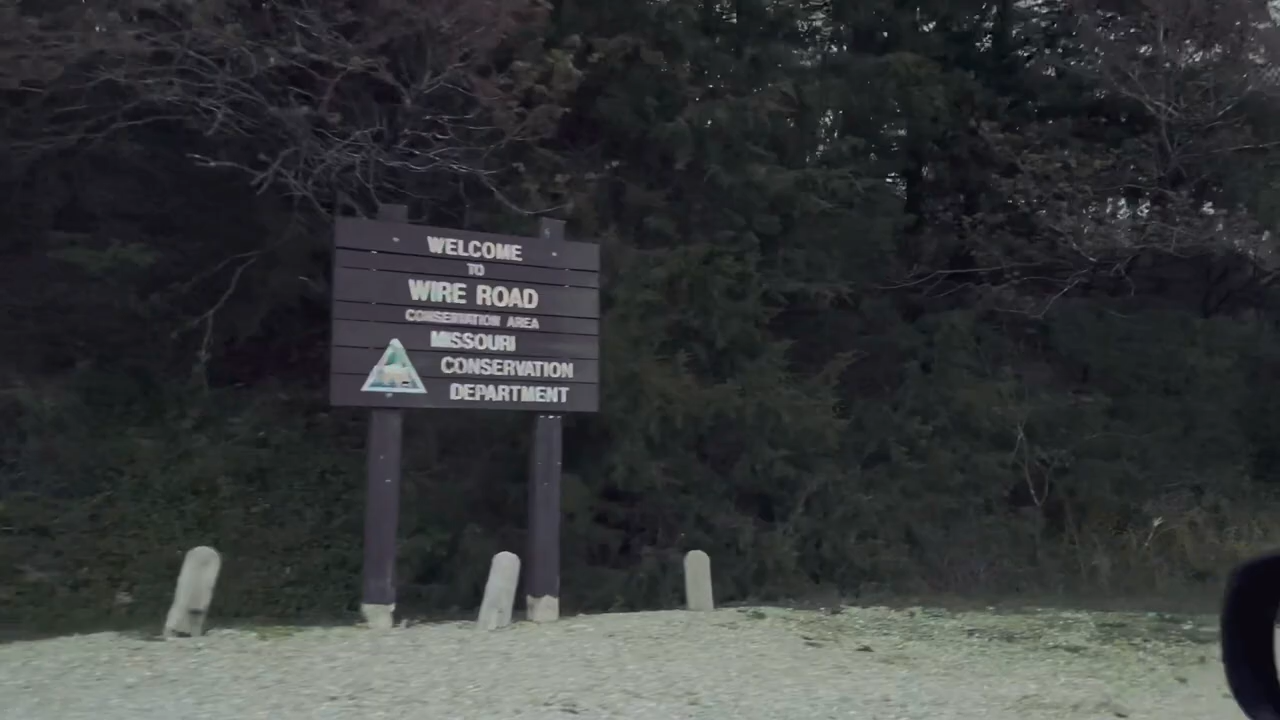 WELCOME
TO
WIRE ROAD
CONSERVATION AREA
MISSOURI
CONSERVATION
DEPARTMENT